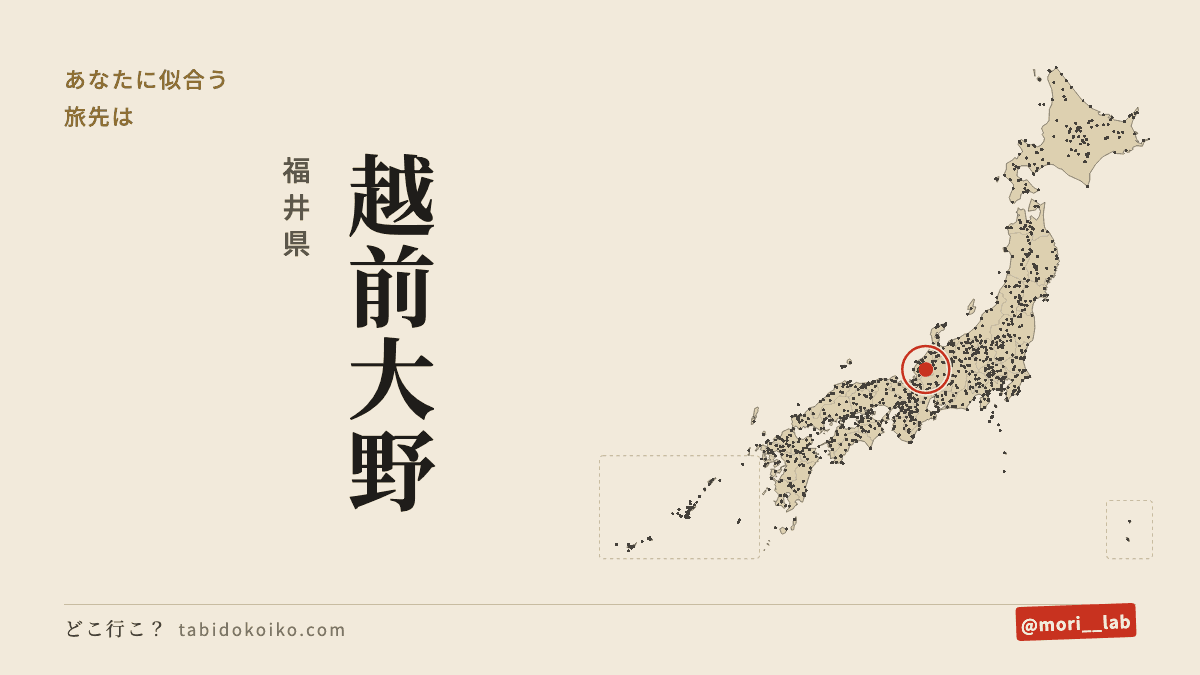 あなたに似合う
旅先は
越前大野
福井県
どこ行こ？ tabidokoiko.com
@mori__lab